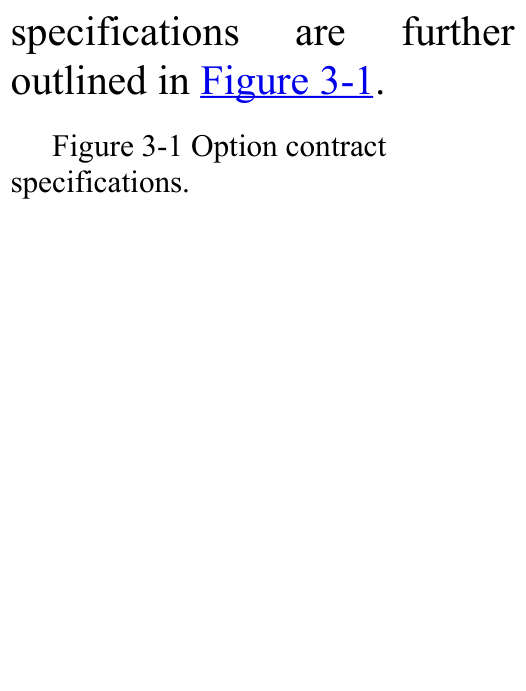 specifications are further
outlined in Figure 3-1.
Figure 3-1 Option contract
specifications.